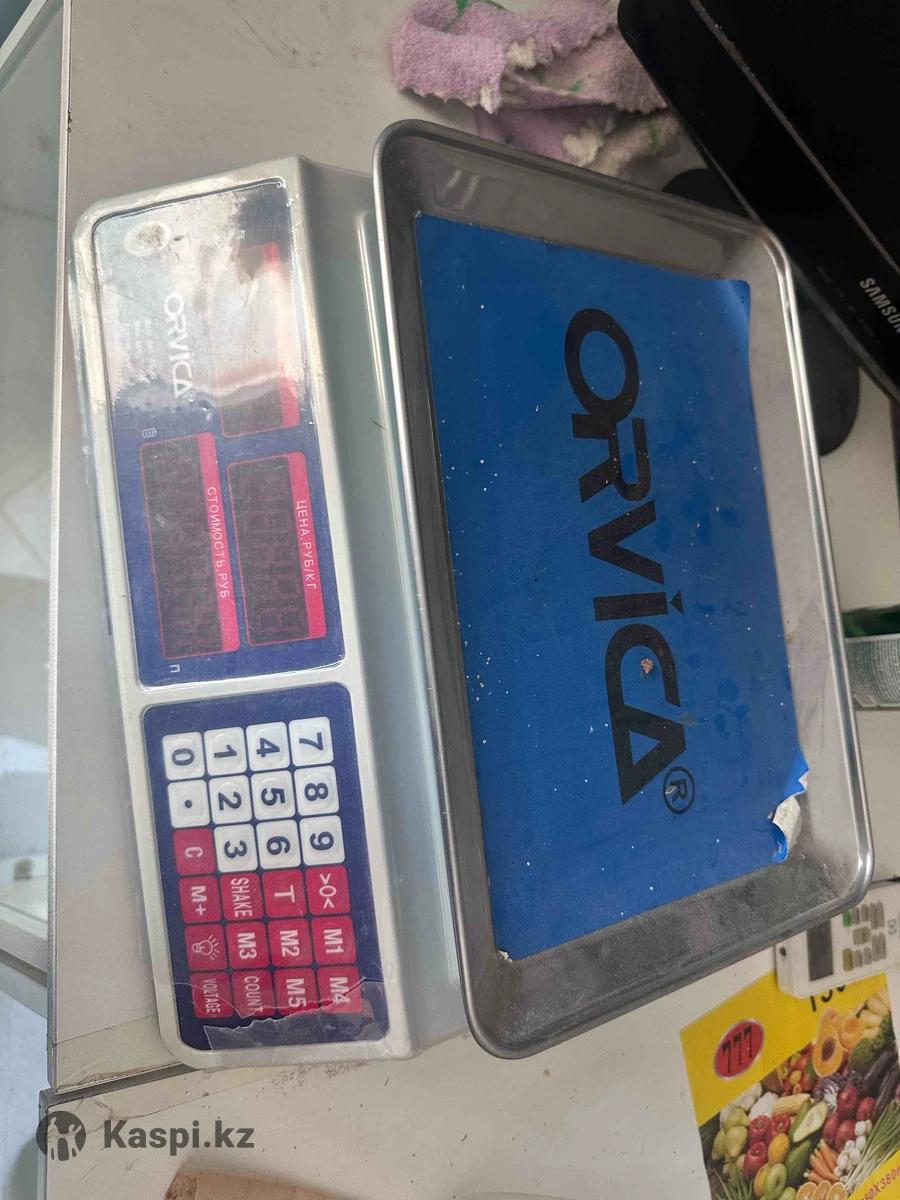 ORVICA®
ЦЕНА.РУБ/КГ
СТОИМОСТЬ.РУБ
7 8 9 >0< M1 M4
4 5 6 T M2 M5
1 2 3 SHAKE M3 COUNT
0 . C M+ VOLTAGE
ORVICA®
SAMSUN
777
Kaspi.kz